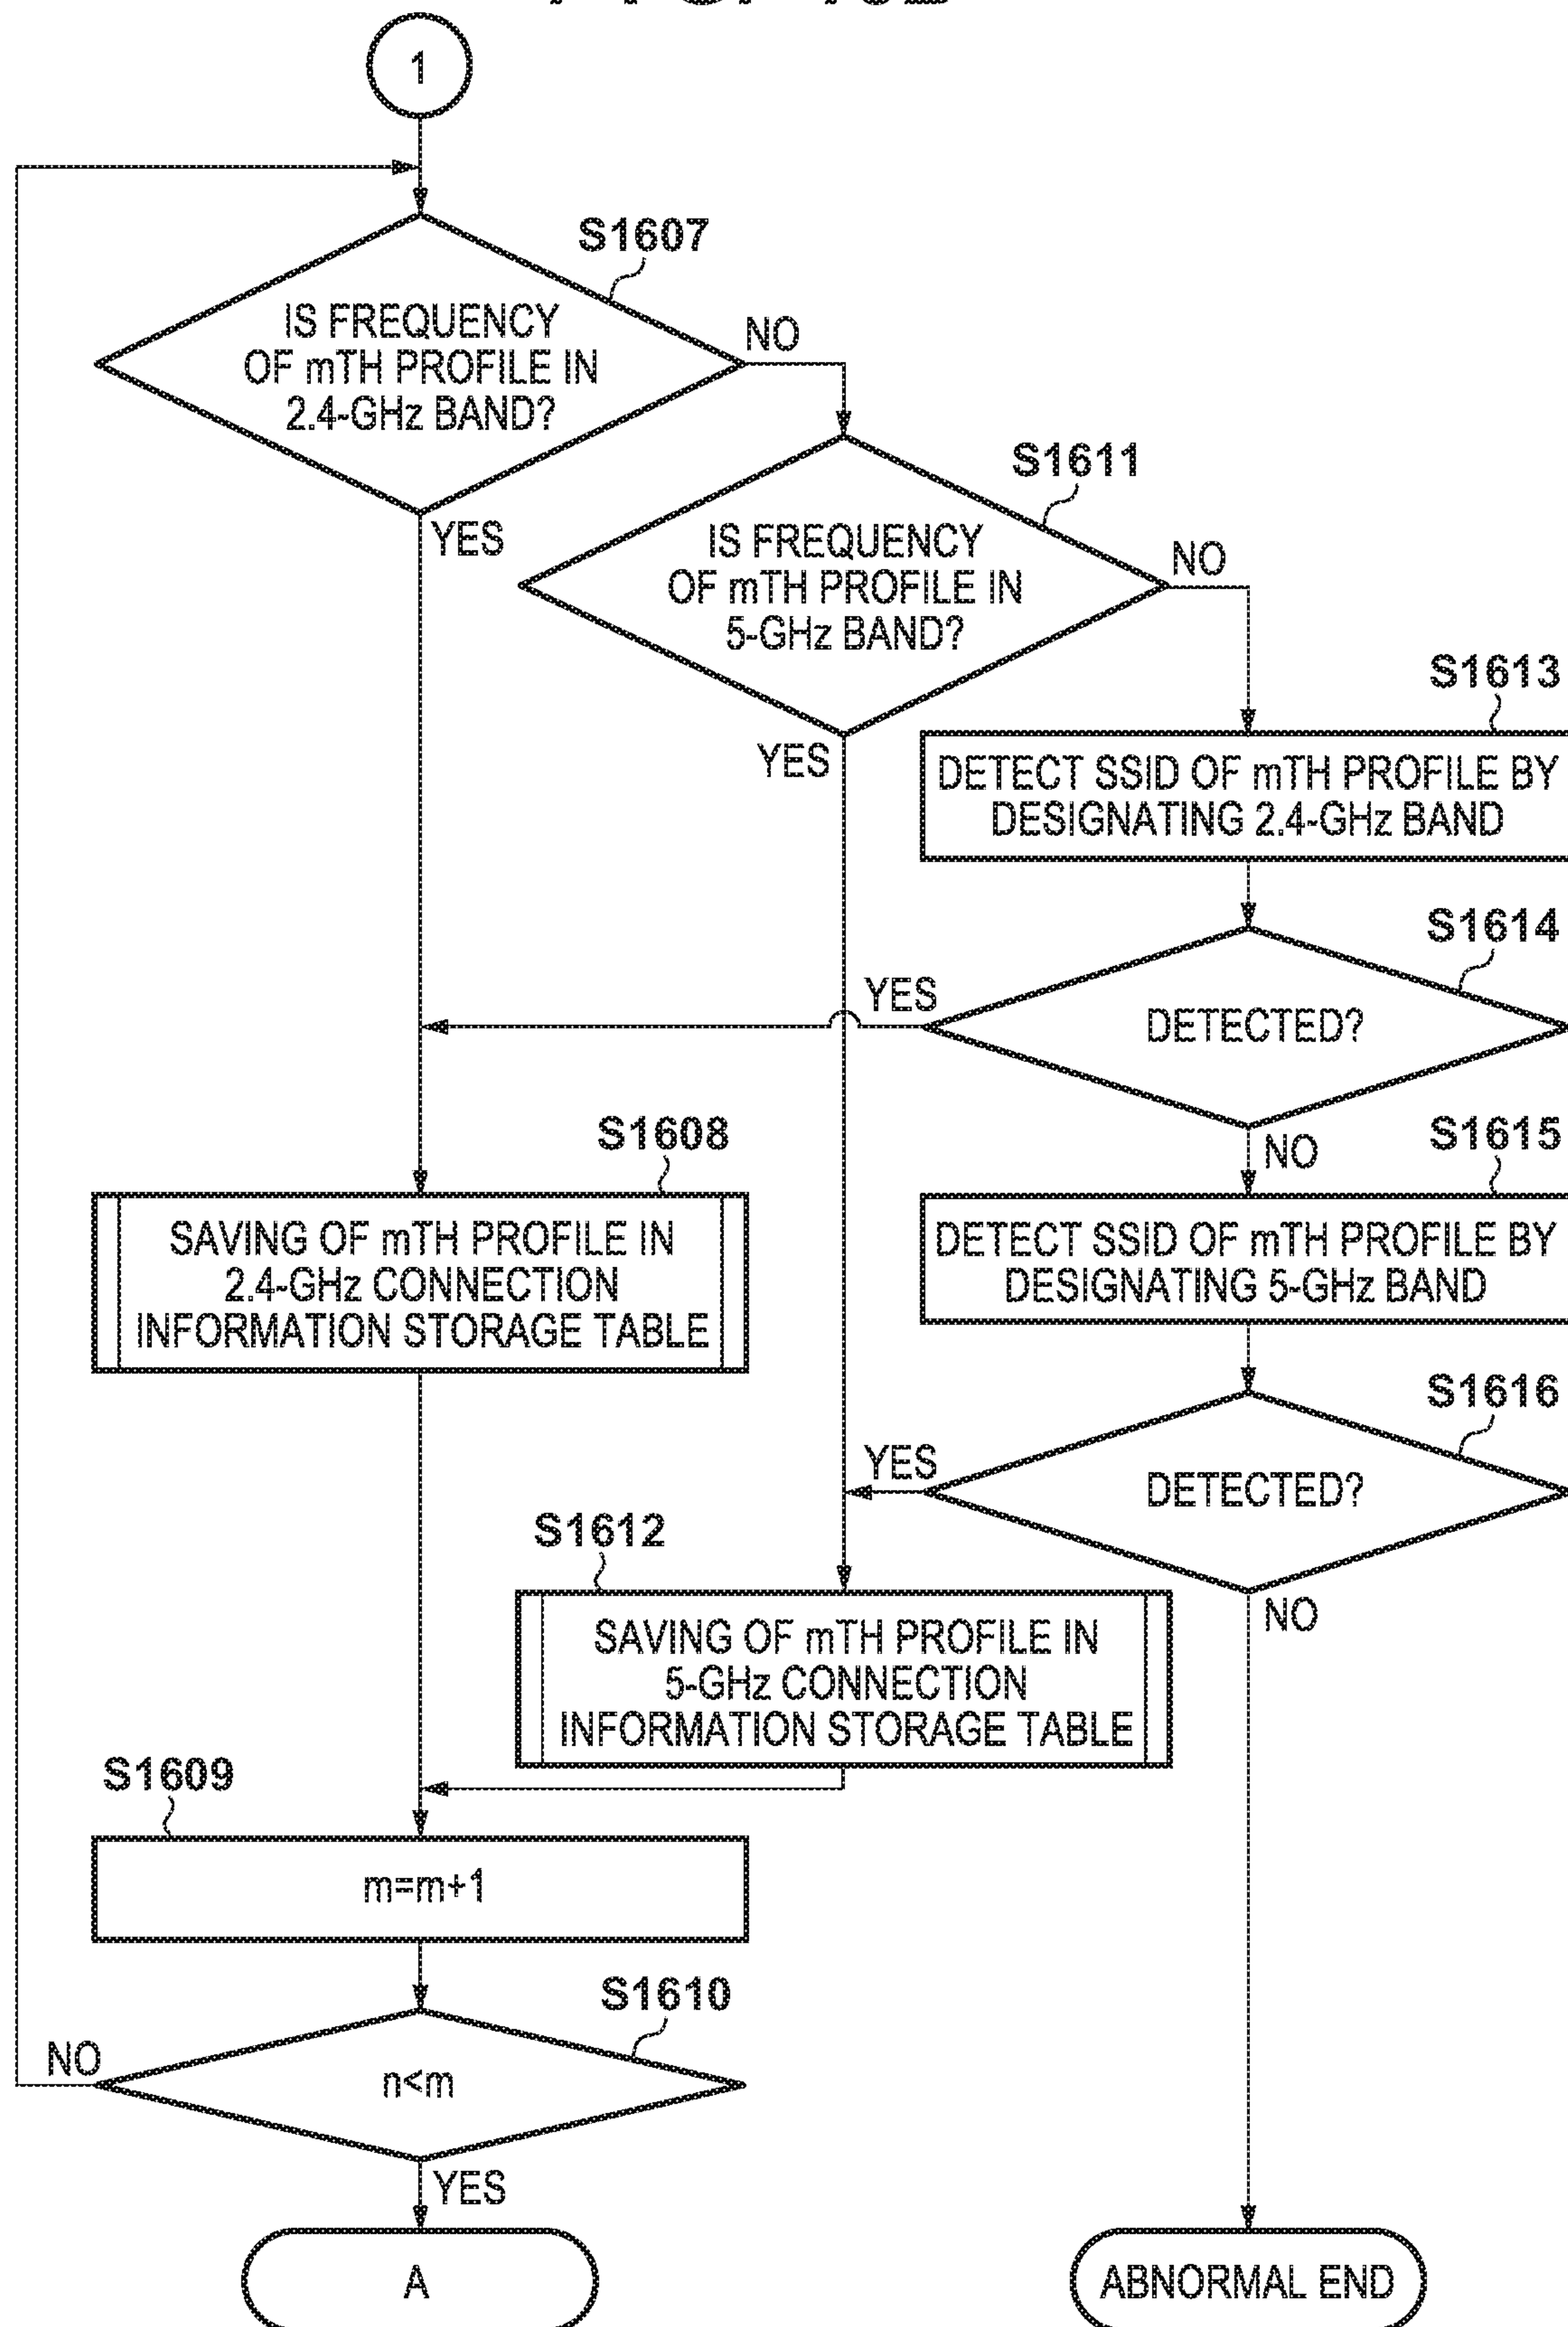 1
S1607
IS FREQUENCY
OF mTH PROFILE IN
2.4-GHz BAND?
NO
YES
S1611
IS FREQUENCY
OF mTH PROFILE IN
5-GHz BAND?
NO
YES
S1613
DETECT SSID OF mTH PROFILE BY
DESIGNATING 2.4-GHz BAND
S1614
YES
DETECTED?
NO
S1608
SAVING OF mTH PROFILE IN
2.4-GHz CONNECTION
INFORMATION STORAGE TABLE
S1615
DETECT SSID OF mTH PROFILE BY
DESIGNATING 5-GHz BAND
S1616
YES
DETECTED?
NO
S1612
SAVING OF mTH PROFILE IN
5-GHz CONNECTION
INFORMATION STORAGE TABLE
S1609
m=m+1
S1610
NO
n<m
YES
A
ABNORMAL END